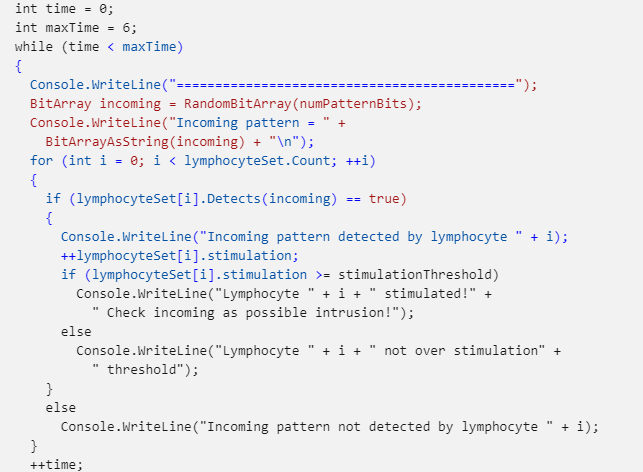 int time = 0;
int maxTime = 6;
while (time < maxTime)
{
  Console.WriteLine("============================================");
  BitArray incoming = RandomBitArray(numPatternBits);
  Console.WriteLine("Incoming pattern = " +
    BitArrayAsString(incoming) + "\n");
  for (int i = 0; i < lymphocyteSet.Count; ++i)
  {
    if (lymphocyteSet[i].Detects(incoming) == true)
    {
      Console.WriteLine("Incoming pattern detected by lymphocyte " + i);
      ++lymphocyteSet[i].stimulation;
      if (lymphocyteSet[i].stimulation >= stimulationThreshold)
        Console.WriteLine("Lymphocyte " + i + " stimulated!" +
          " Check incoming as possible intrusion!");
      else
        Console.WriteLine("Lymphocyte " + i + " not over stimulation" +
          " threshold");
    }
    else
      Console.WriteLine("Incoming pattern not detected by lymphocyte " + i);
  }
  ++time;